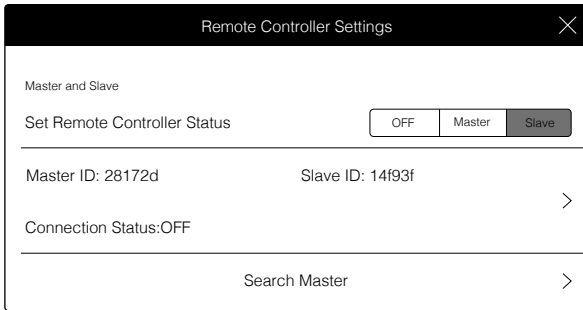 Remote Controller Settings
Master and Slave
Set Remote Controller Status OFF Master Slave
Master ID: 28172d Slave ID: 14f93f
Connection Status:OFF
Search Master